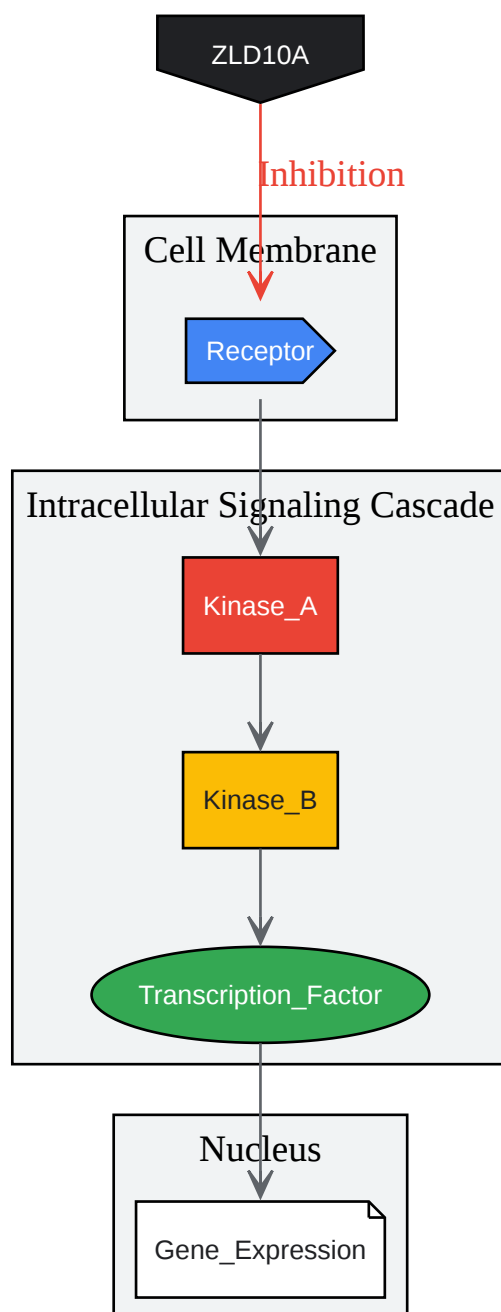 ZLD10A
Inhibition
Cell Membrane
Receptor
Intracellular Signaling Cascade
Kinase_A
Kinase_B
Transcription_Factor
Nucleus
Gene_Expression